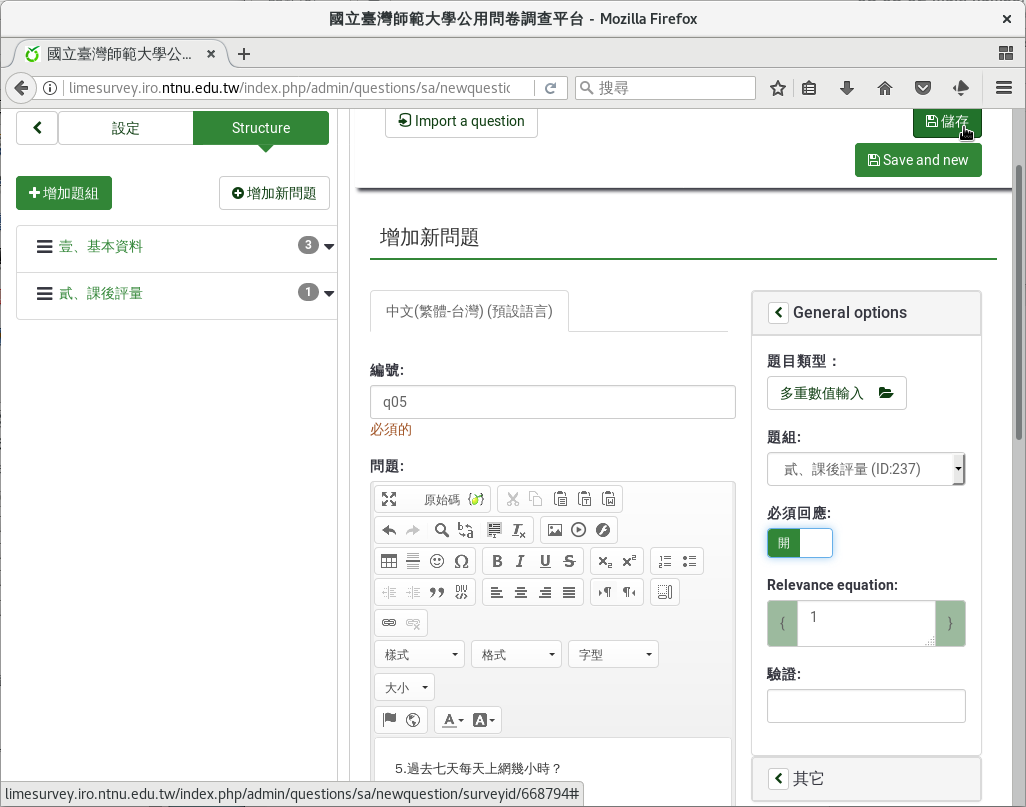 國立臺灣師範大學公用問卷調查平台 - Mozilla Firefox
國立臺灣師範大學公...
limesurvey.iro.ntnu.edu.tw/index.php/admin/questions/sa/newquestic
搜尋
設定
Structure
Import a question
儲存
Save and new
增加題組
增加新問題
壹、基本資料
3
貳、課後評量
1
增加新問題
中文(繁體-台灣) (預設語言)
編號:
q05
必須的
問題:
原始碼
樣式
格式
字型
大小
5.過去七天每天上網幾小時？
General options
題目類型：
多重數值輸入
題組:
貳、課後評量 (ID:237)
必須回應:
開
Relevance equation:
{ 1 }
驗證:
其它
limesurvey.iro.ntnu.edu.tw/index.php/admin/questions/sa/newquestion/surveyid/668794#